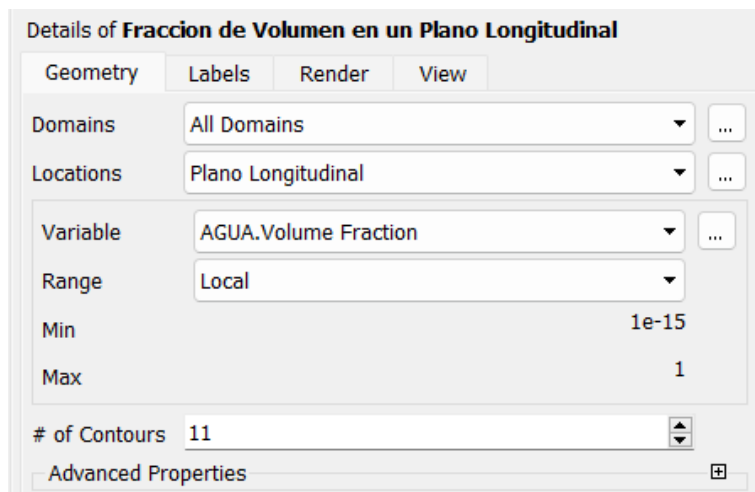 Details of Fraccion de Volumen en un Plano Longitudinal
Geometry Labels Render View
Domains All Domains ...
Locations Plano Longitudinal ...
Variable AGUA.Volume Fraction ...
Range Local
Min 1e-15
Max 1
# of Contours 11
Advanced Properties